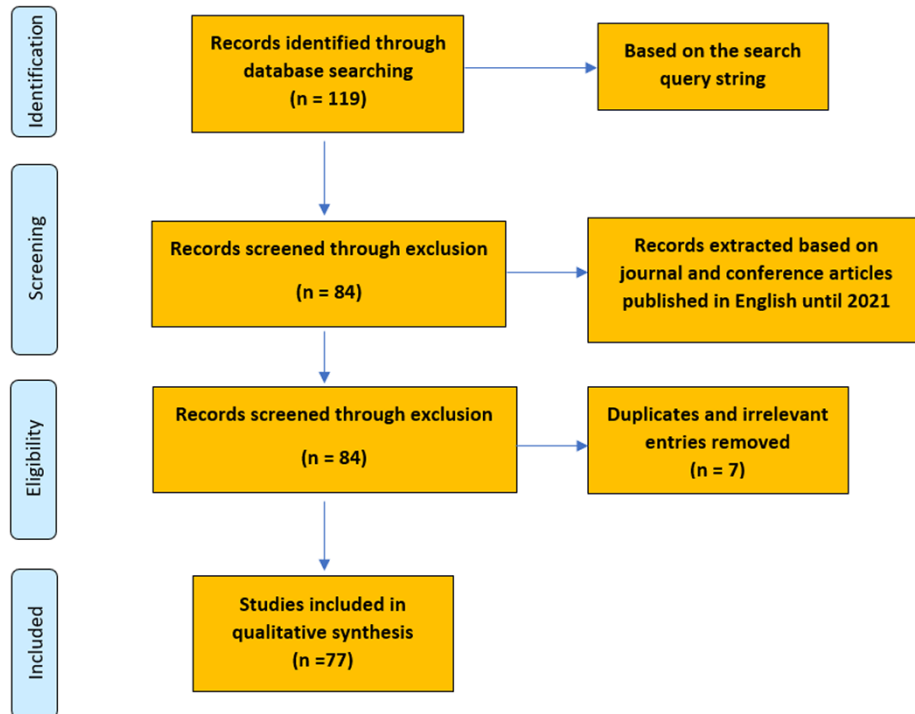 Identification
Records identified through
database searching
(n = 119)
Based on the search
query string
Screening
Records screened through exclusion
(n = 84)
Records extracted based on
journal and conference articles
published in English until 2021
Eligibility
Records screened through exclusion
(n = 84)
Duplicates and irrelevant
entries removed
(n = 7)
Included
Studies included in
qualitative synthesis
(n =77)